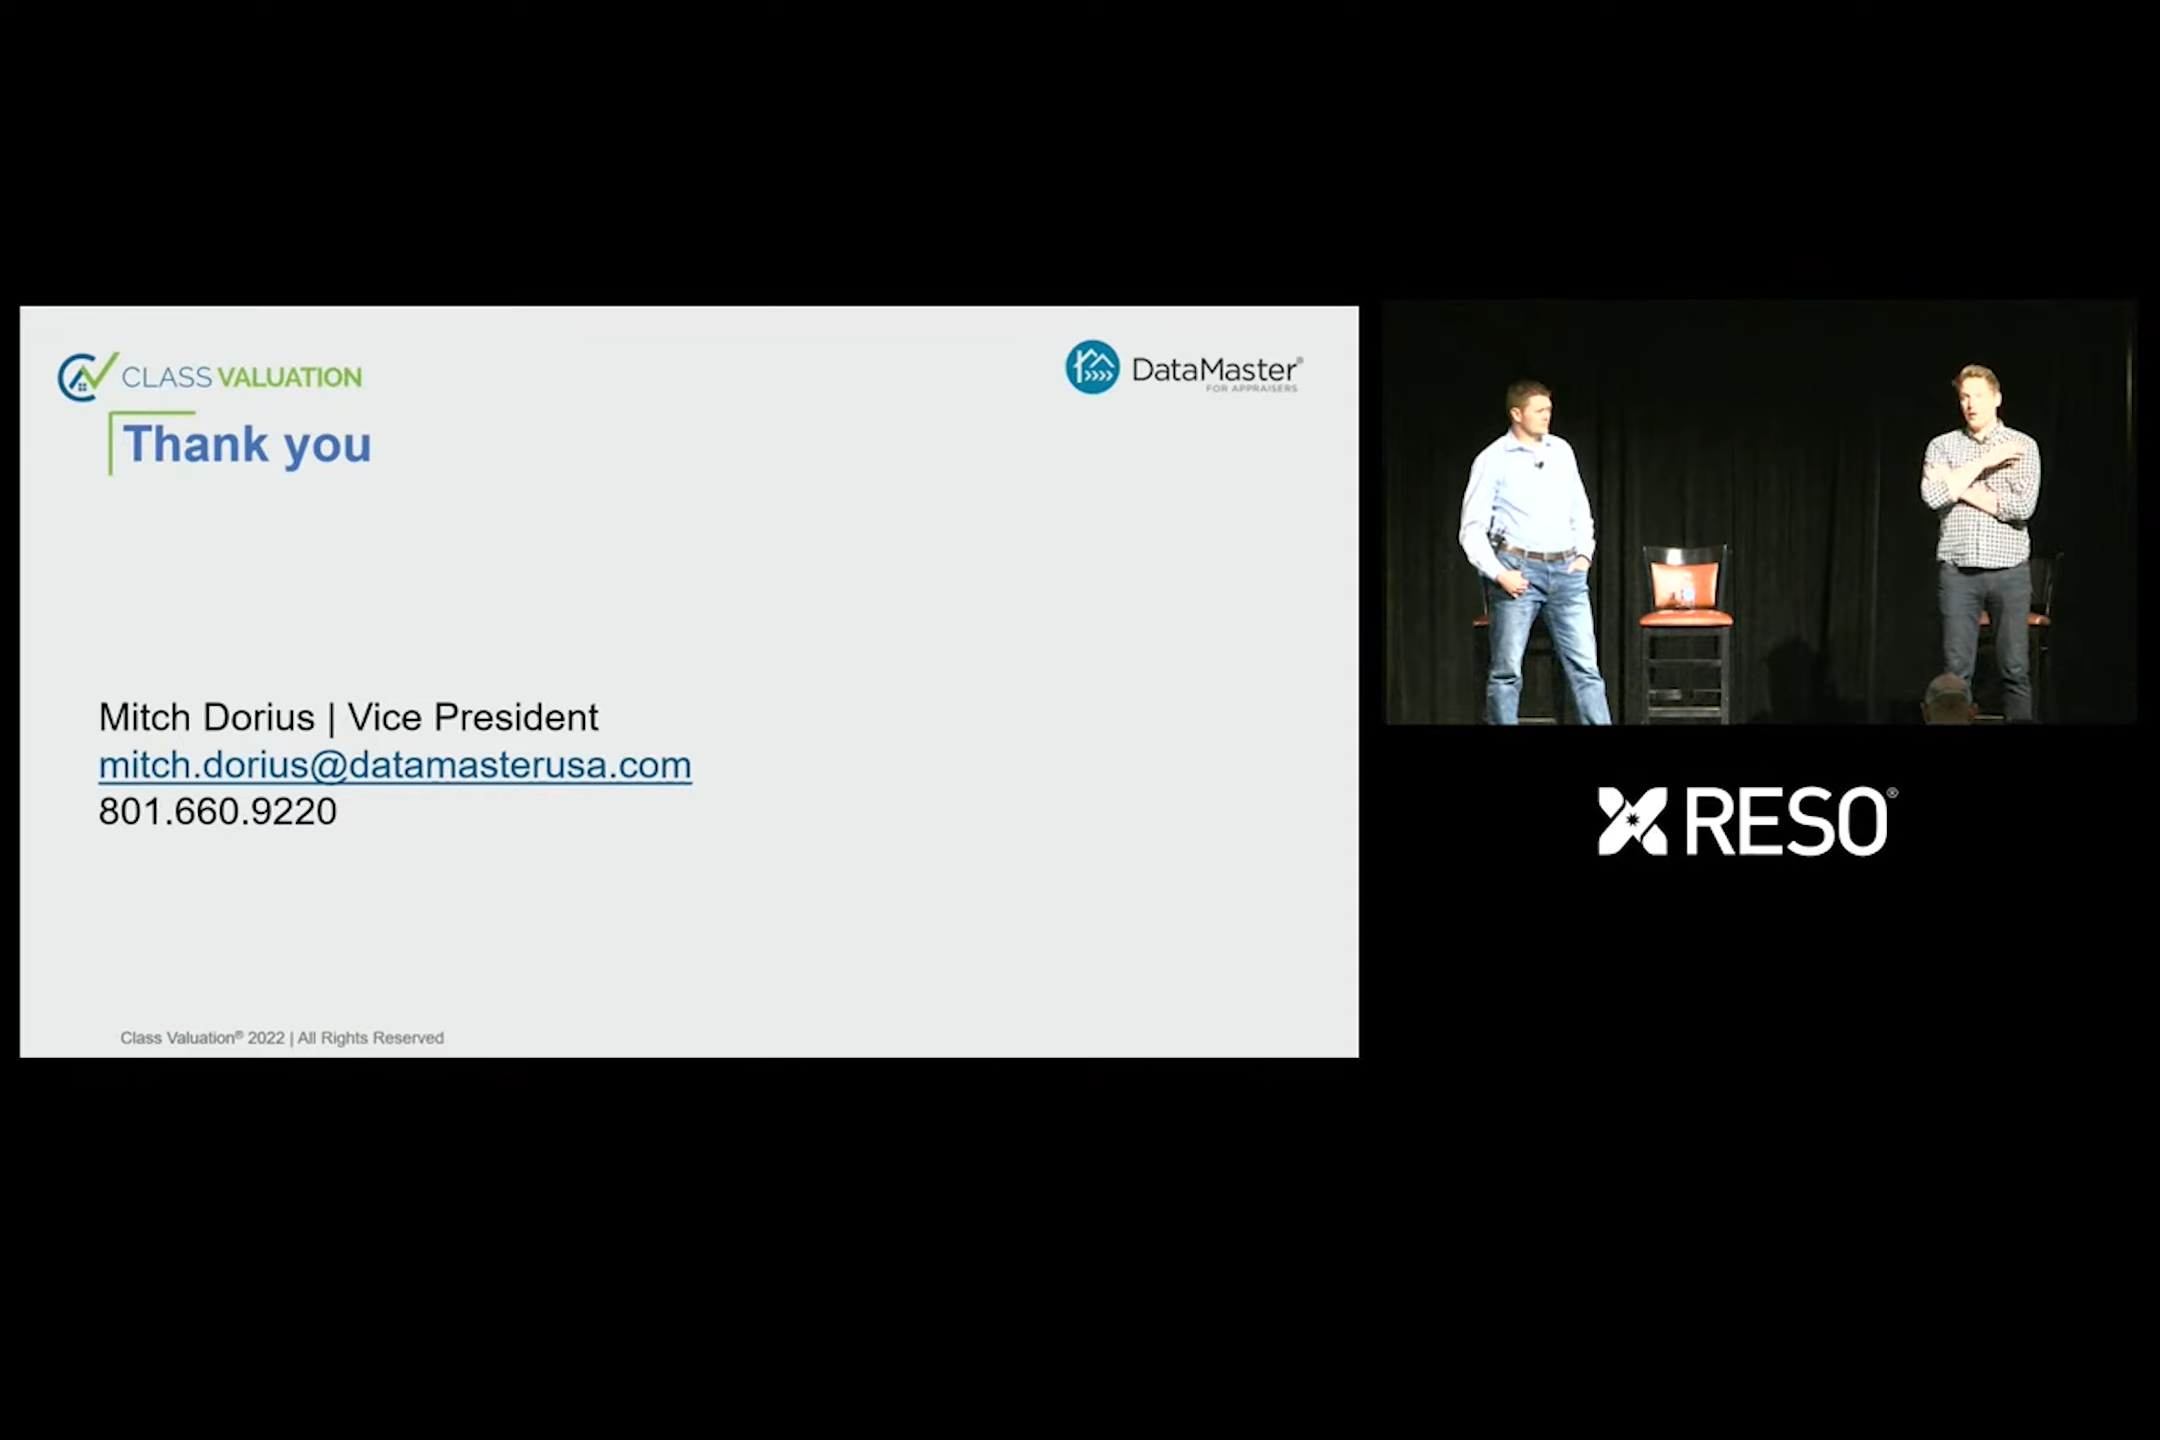 CLASS VALUATION
DataMaster®
FOR APPRAISERS
Thank you
Mitch Dorius | Vice President
mitch.dorius@datamasterusa.com
801.660.9220
Class Valuation® 2022 | All Rights Reserved
RESO®